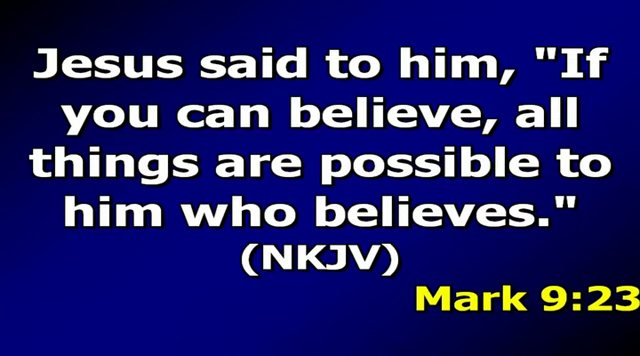 Jesus said to him, "If
you can believe, all
things are possible to
him who believes."
(NKJV)
Mark 9:23